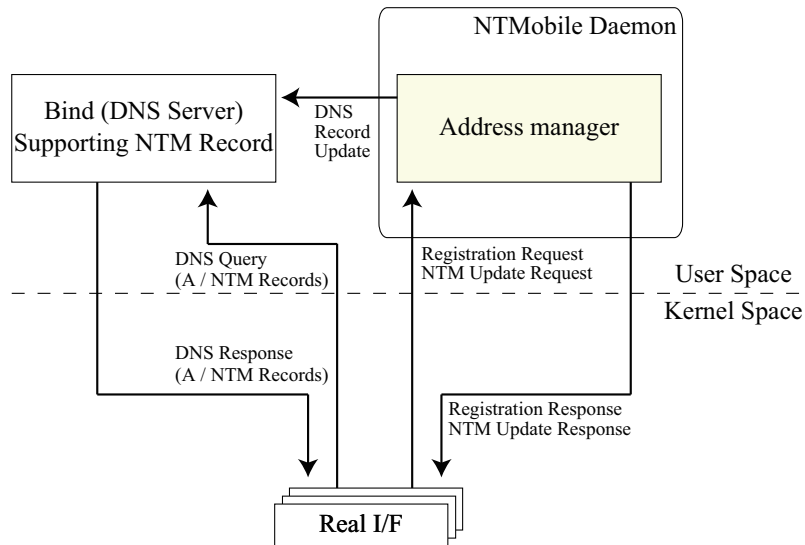 NTMobile Daemon
Bind (DNS Server)
Supporting NTM Record
DNS
Record
Update
Address manager
DNS Query
(A / NTM Records)
Registration Request
NTM Update Request
User Space
Kernel Space
DNS Response
(A / NTM Records)
Registration Response
NTM Update Response
Real I/F